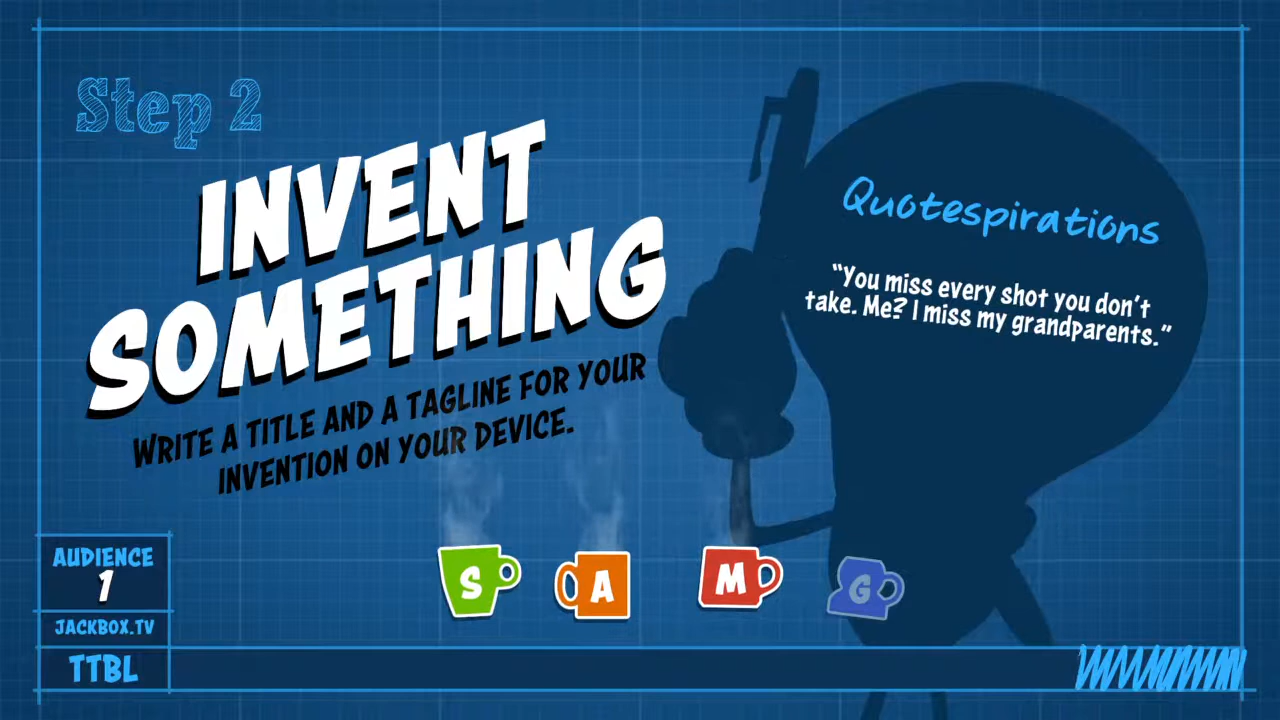 Step 2
INVENT
SOMETHING
WRITE A TITLE AND A TAGLINE FOR YOUR
INVENTION ON YOUR DEVICE.
Quotespirations
“You miss every shot you don’t
take. Me? I miss my grandparents.”
S
A
M
G
AUDIENCE
1
JACKBOX.TV
TTBL